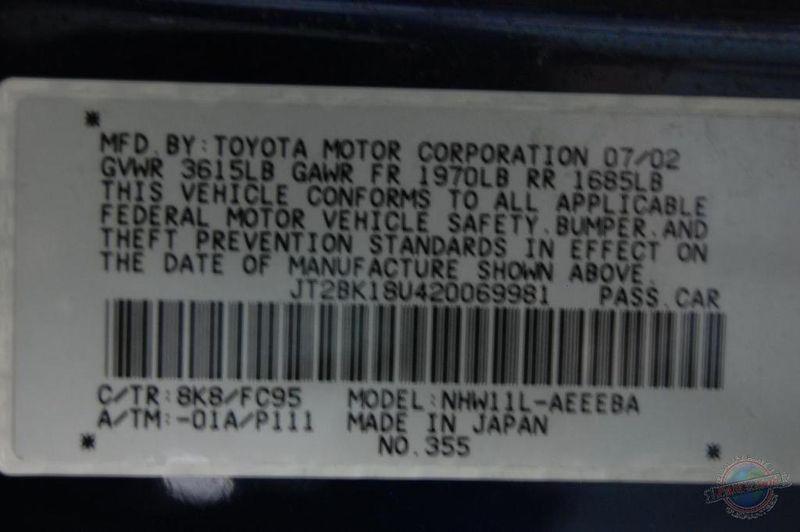 * 
MFD. BY: TOYOTA MOTOR CORPORATION 07/02
GVWR 3615LB GAWR FR 1970LB RR 1685LB
THIS VEHICLE CONFORMS TO ALL APPLICABLE
FEDERAL MOTOR VEHICLE SAFETY, BUMPER, AND
THEFT PREVENTION STANDARDS IN EFFECT ON
THE DATE OF MANUFACTURE SHOWN ABOVE.
JT2BK18U420069981 PASS. CAR
C/TR: 8K8/FC95 MODEL: NHW11L-AEEEBA
A/TM: -01A/P111 MADE IN JAPAN
* NO. 355 *